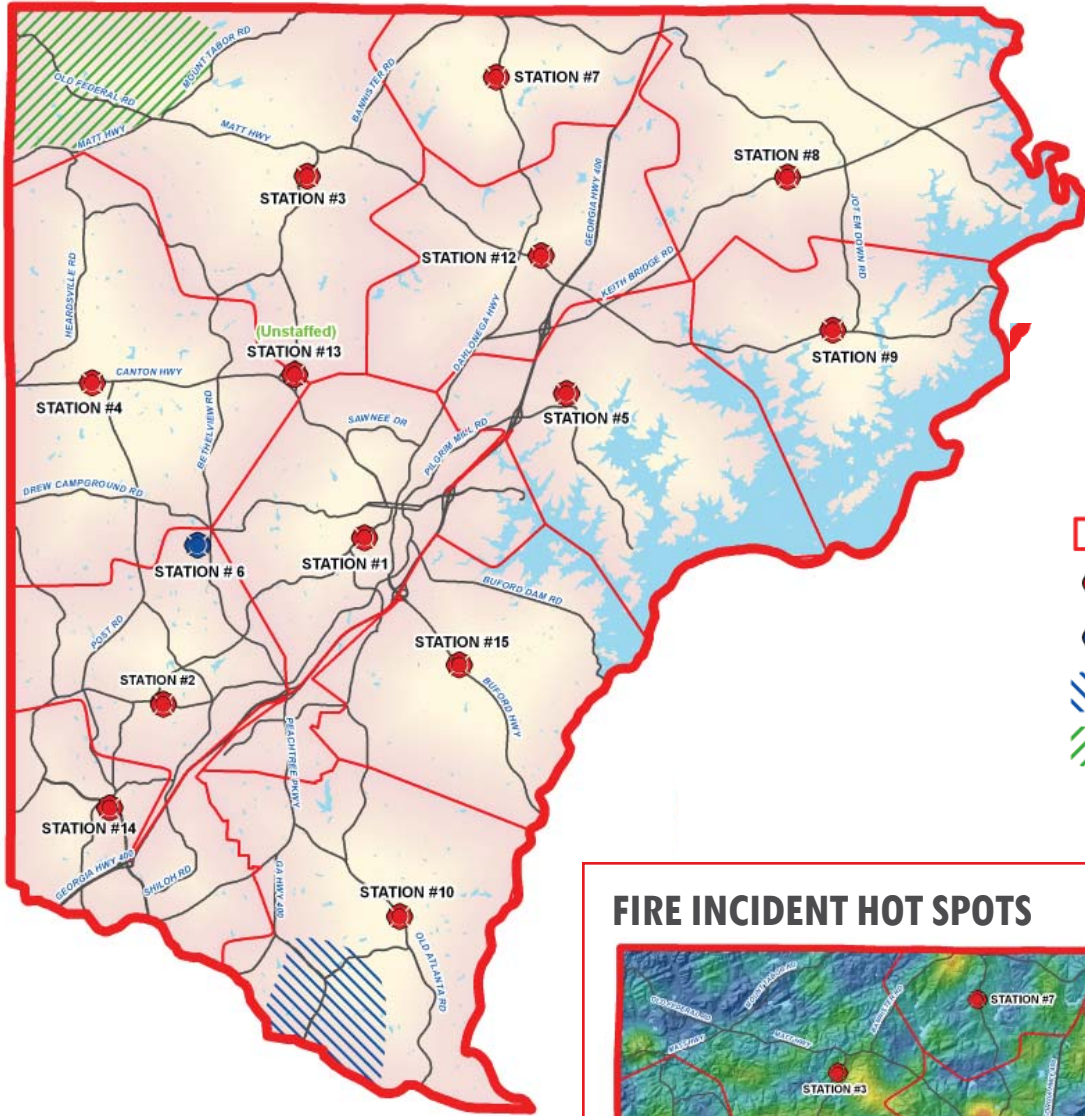 MOUNT TABOR RD
OLD FEDERAL RD
MATT HWY
MATT HWY
BANNISTER RD
STATION #7
STATION #3
STATION #8
GEORGIA HWY 400
JOT EM DOWN RD
STATION #12
KEITH BRIDGE RD
HEARDSVILLE RD
DAHLONEGA HWY
(Unstaffed)
STATION #13
STATION #9
CANTON HWY
STATION #4
BETHELVIEW RD
SAWNEE DR
PILGRIM MILL RD
STATION #5
DREW CAMPGROUND RD
STATION # 6
STATION #1
BUFORD DAM RD
POST RD
STATION #15
STATION #2
BUFORD HWY
PEACHTREE PKWY
STATION #14
GEORGIA HWY 400
SHILOH RD
GA HWY 400
STATION #10
OLD ATLANTA RD
FIRE INCIDENT HOT SPOTS
MOUNT TABOR RD
OLD FEDERAL RD
BANNISTER RD
STATION #7
MATT HWY
MATT HWY
STATION #3